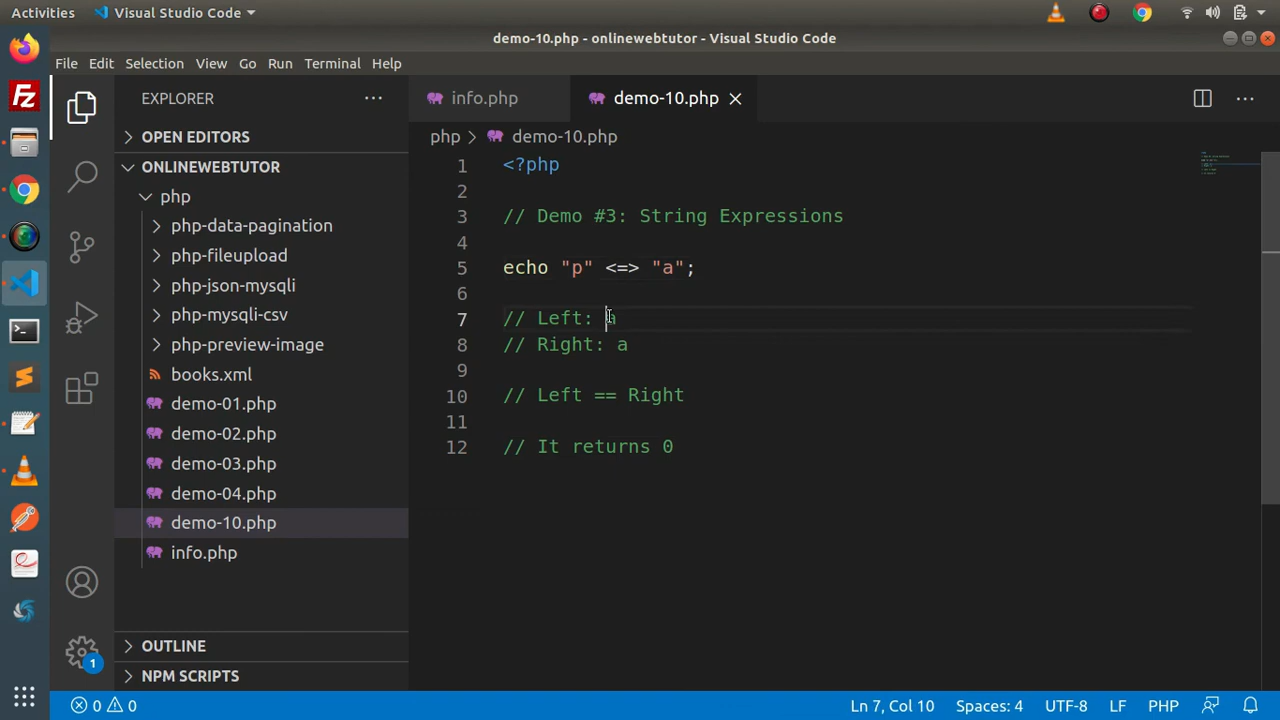 Activities Visual Studio Code
demo-10.php - onlinewebtutor - Visual Studio Code
File Edit Selection View Go Run Terminal Help
EXPLORER
info.php
demo-10.php
OPEN EDITORS
php > demo-10.php
ONLINEWEBTUTOR
php
php-data-pagination
php-fileupload
php-json-mysqli
php-mysqli-csv
php-preview-image
books.xml
demo-01.php
demo-02.php
demo-03.php
demo-04.php
demo-10.php
info.php
OUTLINE
NPM SCRIPTS
1 <?php
2
3 // Demo #3: String Expressions
4
5 echo "p" <=> "a";
6
7 // Left: a
8 // Right: a
9
10 // Left == Right
11
12 // It returns 0
1
0 0 Ln 7, Col 10 Spaces: 4 UTF-8 LF PHP